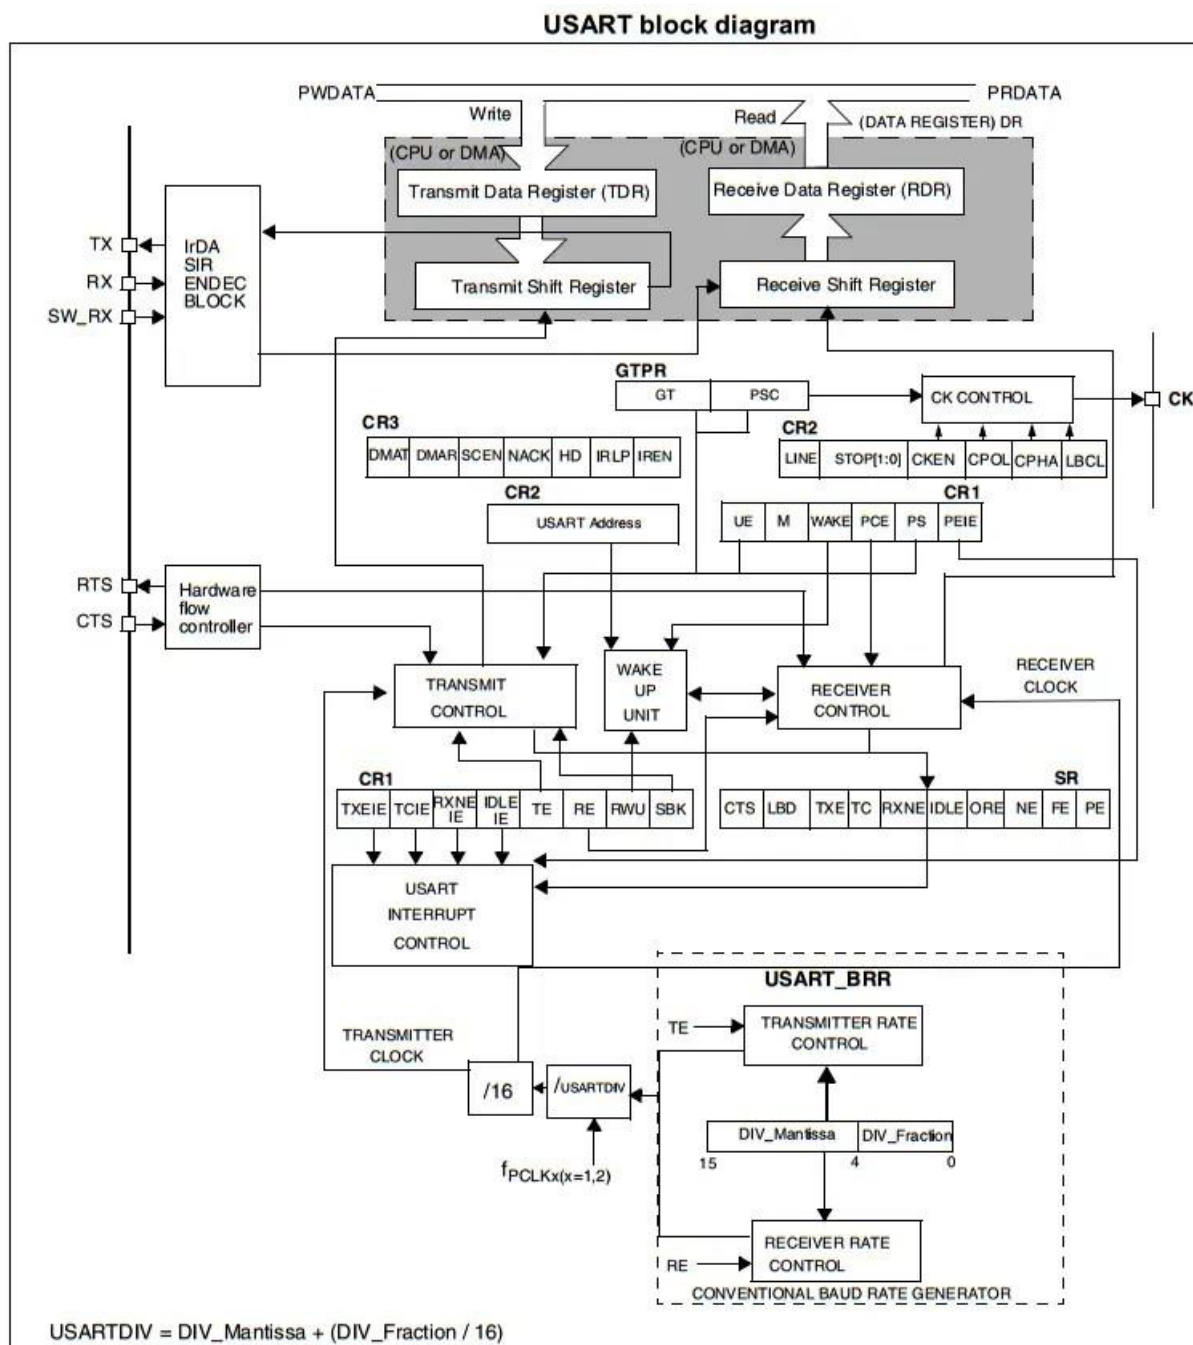 USART block diagram
PWDATA
PRDATA
Write
Read
(DATA REGISTER) DR
(CPU or DMA)
(CPU or DMA)
Transmit Data Register (TDR)
Receive Data Register (RDR)
TX
RX
SW_RX
IrDA
SIR
ENDEC
BLOCK
Transmit Shift Register
Receive Shift Register
GTPR
GT
PSC
CK CONTROL
CK
CR3
DMAT DMAR SCEN NACK HD IRLP IREN
CR2
LINE STOP[1:0] CKEN CPOL CPHA LBCL
CR2
USART Address
CR1
UE M WAKE PCE PS PEIE
RTS
CTS
Hardware
flow
controller
TRANSMIT
CONTROL
WAKE
UP
UNIT
RECEIVER
CONTROL
RECEIVER
CLOCK
CR1
TXEIE TCIE RXNE IE IDLE IE TE RE RWU SBK
SR
CTS LBD TXE TC RXNE IDLE ORE NE FE PE
USART
INTERRUPT
CONTROL
USART_BRR
TE
TRANSMITTER RATE
CONTROL
TRANSMITTER
CLOCK
/16
/USARTDIV
DIV_Mantissa DIV_Fraction
15 4 0
fPCLKx(x=1,2)
RE
RECEIVER RATE
CONTROL
CONVENTIONAL BAUD RATE GENERATOR
USARTDIV = DIV_Mantissa + (DIV_Fraction / 16)